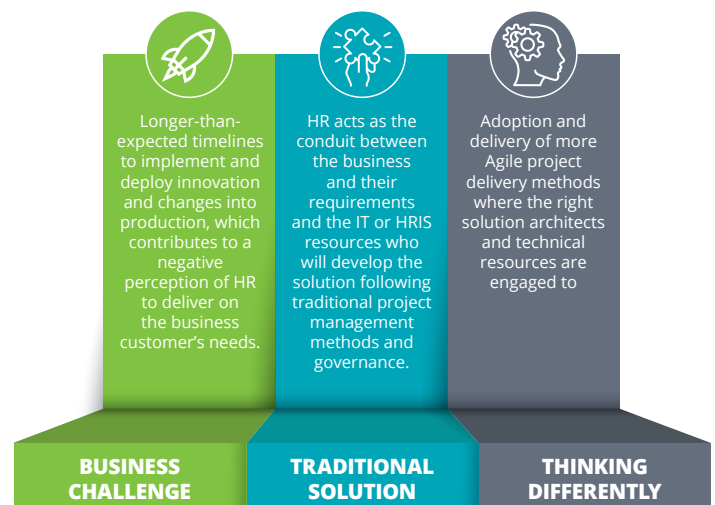 Longer-than-
expected timelines
to implement and
deploy innovation
and changes into
production, which
contributes to a
negative
perception of HR
to deliver on
the business
customer's needs.
HR acts as the
conduit between
the business
and their
requirements
and the IT or HRIS
resources who
will develop the
solution following
traditional project
management
methods and
governance.
Adoption and
delivery of more
Agile project
delivery methods
where the right
solution architects
and technical
resources are
engaged to
BUSINESS
CHALLENGE
TRADITIONAL
SOLUTION
THINKING
DIFFERENTLY